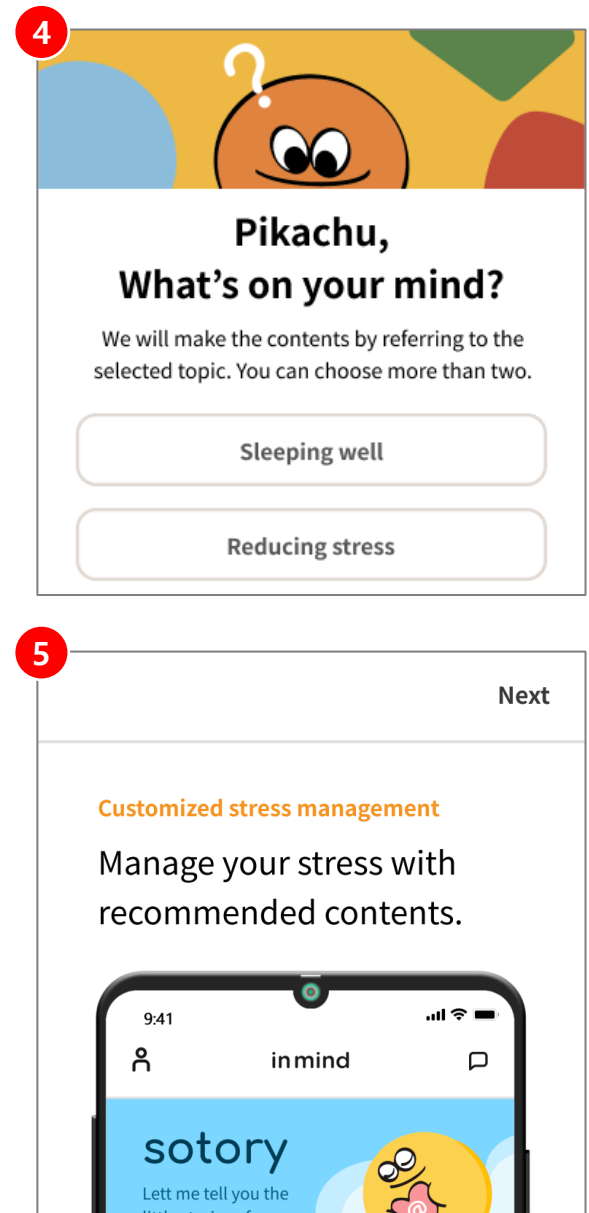 4
?
Pikachu,
What's on your mind?
We will make the contents by referring to the
selected topic. You can choose more than two.
Sleeping well
Reducing stress
5
Next
Customized stress management
Manage your stress with
recommended contents.
9:41
inmind
sotory
Lett me tell you the